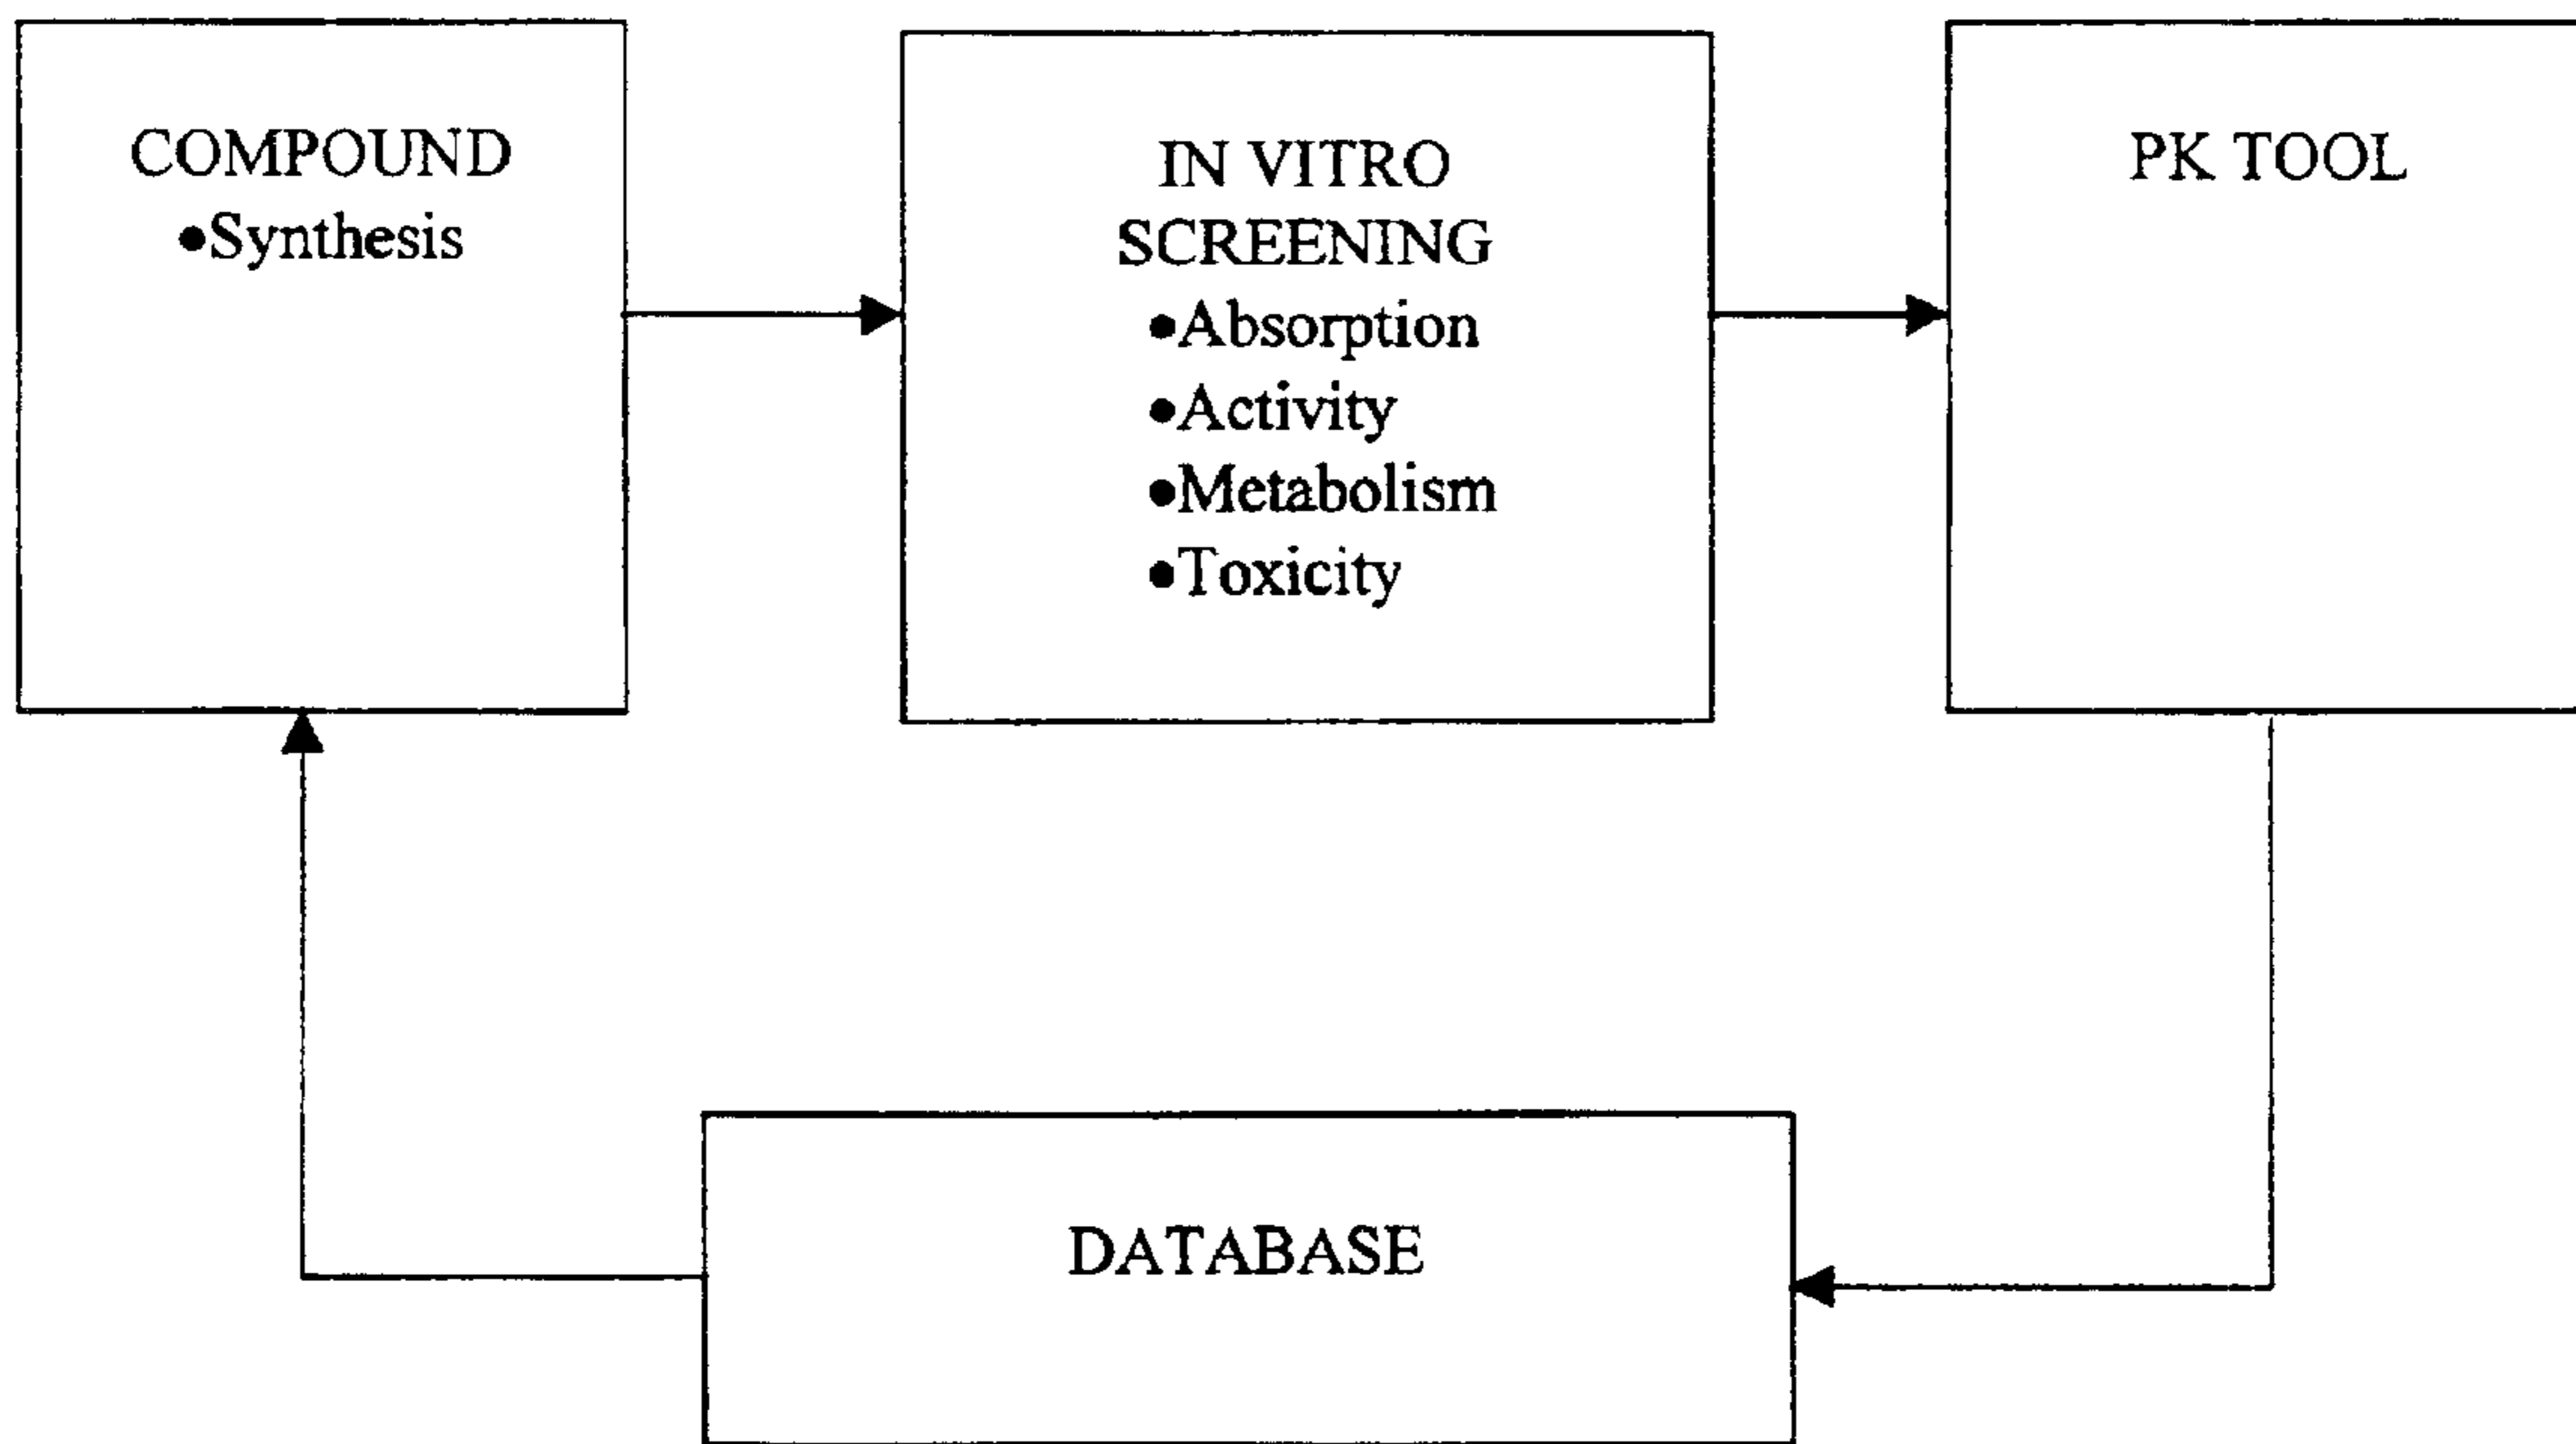 COMPOUND
•Synthesis
IN VITRO
SCREENING
•Absorption
•Activity
•Metabolism
•Toxicity
PK TOOL
DATABASE